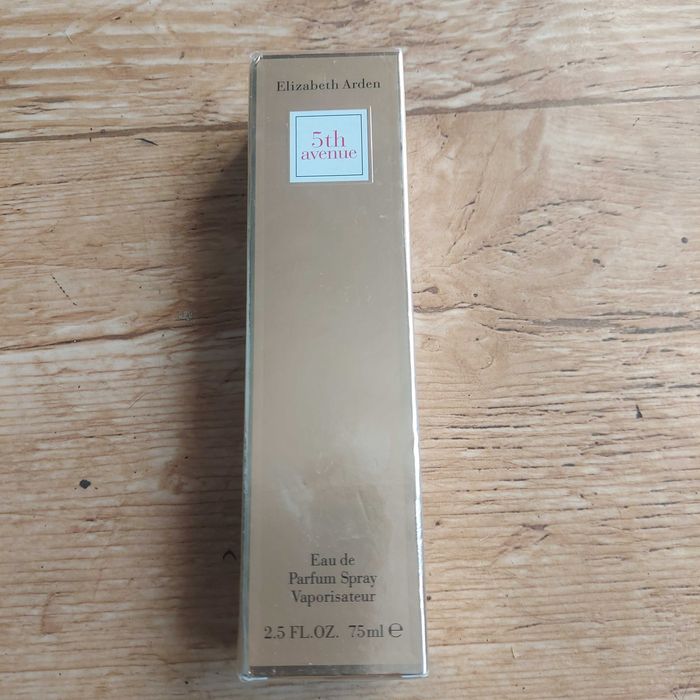 Elizabeth Arden
5th
avenue
Eau de
Parfum Spray
Vaporisateur
2.5 FL.OZ. 75ml ℮